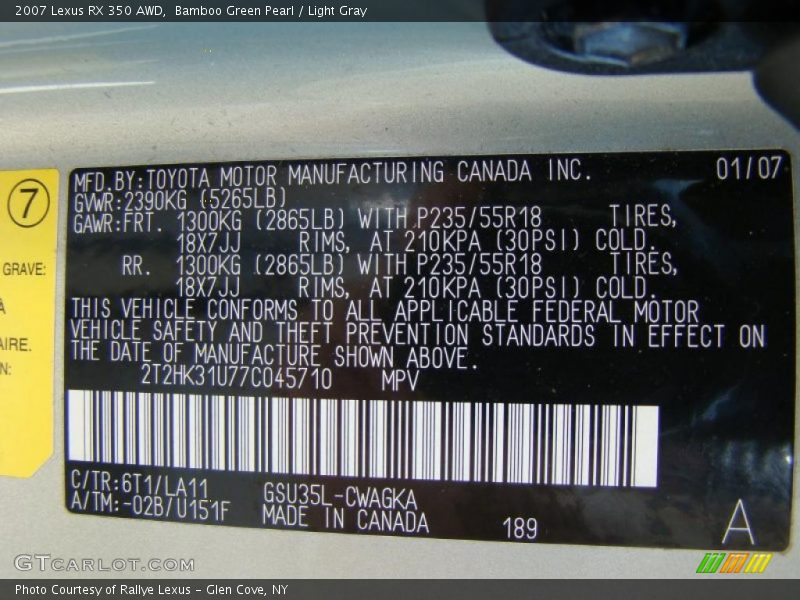 2007 Lexus RX 350 AWD, Bamboo Green Pearl / Light Gray
7
GRAVE:
A
AIRE.
N:
MFD.BY:TOYOTA MOTOR MANUFACTURING CANADA INC. 01/07
GVWR:2390KG (5265LB)
GAWR:FRT. 1300KG (2865LB) WITH P235/55R18 TIRES,
18X7JJ RIMS, AT 210KPA (30PSI) COLD.
RR. 1300KG (2865LB) WITH P235/55R18 TIRES,
18X7JJ RIMS, AT 210KPA (30PSI) COLD.
THIS VEHICLE CONFORMS TO ALL APPLICABLE FEDERAL MOTOR
VEHICLE SAFETY AND THEFT PREVENTION STANDARDS IN EFFECT ON
THE DATE OF MANUFACTURE SHOWN ABOVE.
2T2HK31U77C045710 MPV
C/TR:6T1/LA11 GSU35L-CWAGKA
A/TM:-02B/U151F MADE IN CANADA 189 A
GTCARLOT.COM
Photo Courtesy of Rallye Lexus - Glen Cove, NY